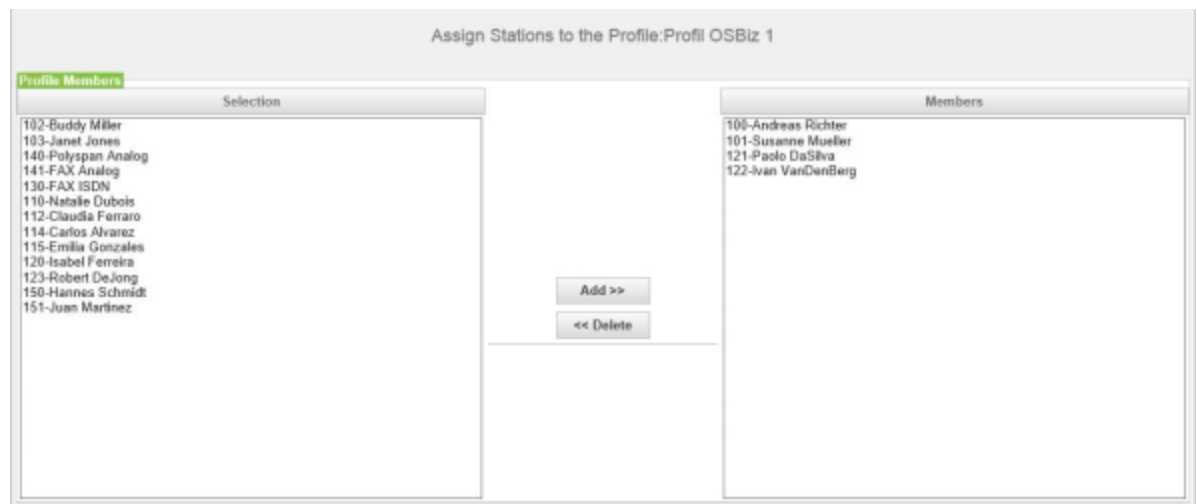 Assign Stations to the Profile:Profil OSBiz 1
Profile Members
Selection
102-Buddy Miller
103-Janet Jones
140-Polyspan Analog
141-FAX Analog
130-FAX ISDN
110-Natalie Dubois
112-Claudia Ferraro
114-Carlos Alvarez
115-Emilia Gonzales
120-Isabel Ferreira
123-Robert DeJong
150-Hannes Schmidt
151-Juan Martinez
Add >>
<< Delete
Members
100-Andreas Richter
101-Susanne Mueller
121-Paolo DaSilva
122-Ivan VanDenBerg